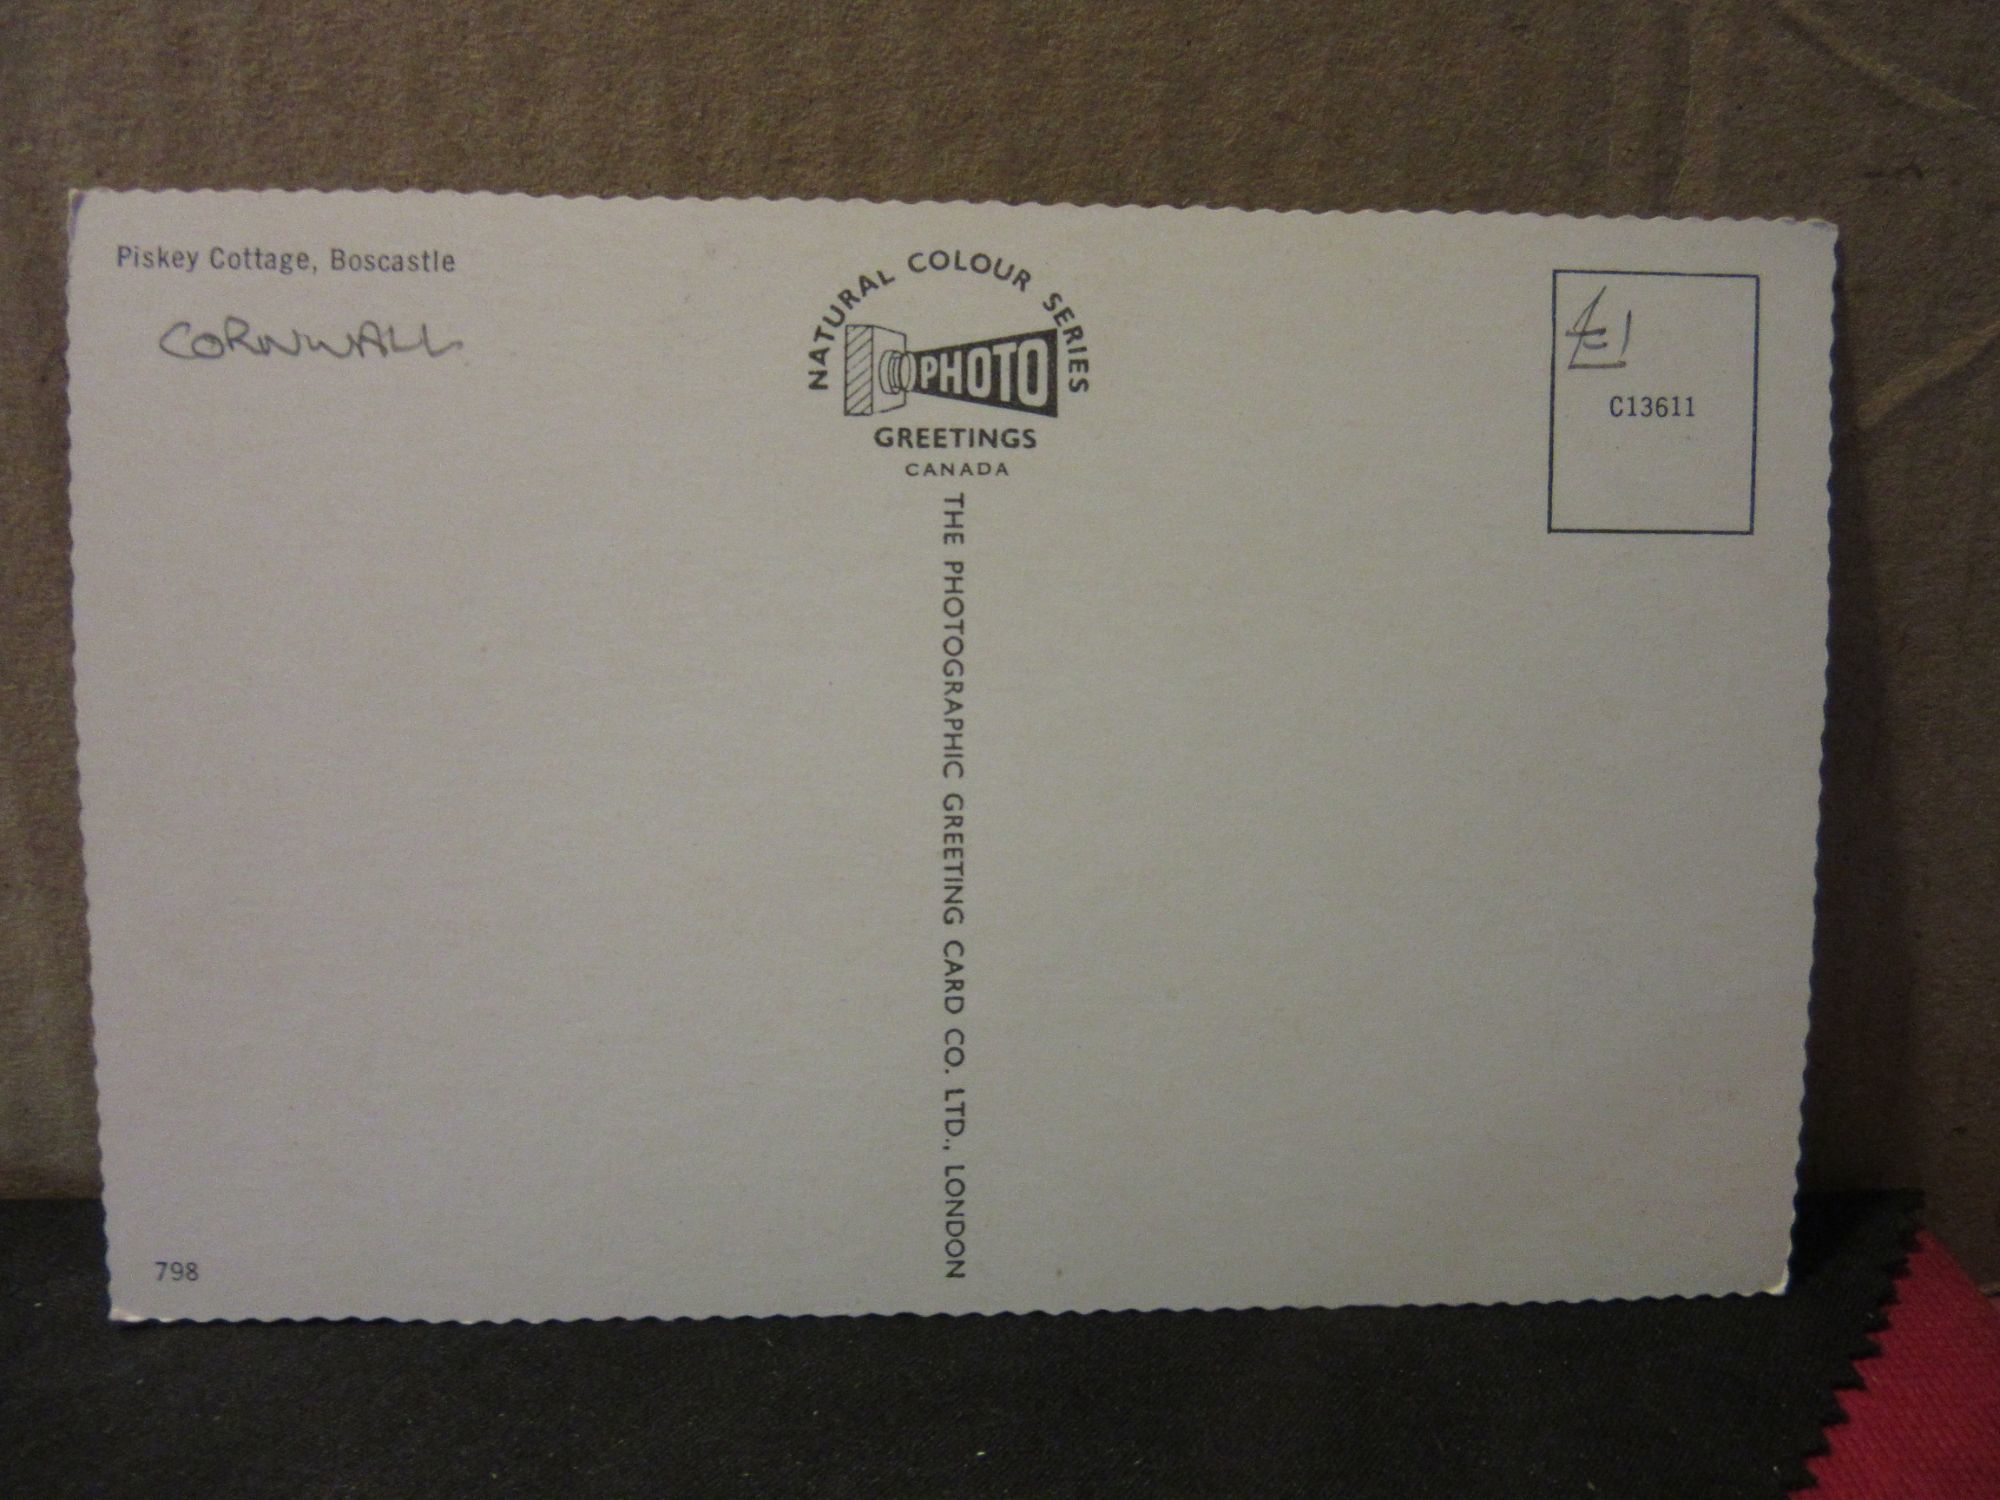 Piskey Cottage, Boscastle
CORNWALL
NATURAL COLOUR SERIES
PHOTO
GREETINGS
CANADA
THE PHOTOGRAPHIC GREETING CARD CO. LTD., LONDON
£1
C13611
798